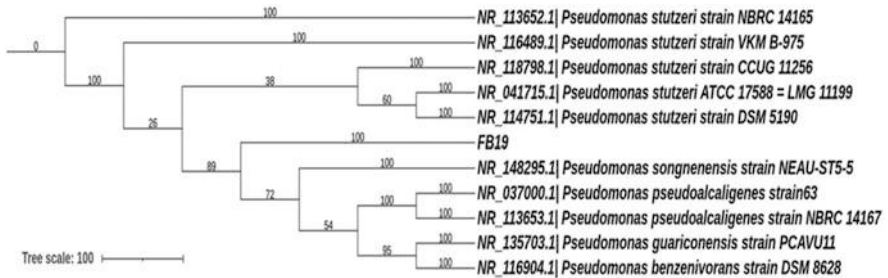 100 NR_113652.1| Pseudomonas stutzeri strain NBRC 14165
0
100 NR_116489.1| Pseudomonas stutzeri strain VKM B-975
100 NR_118798.1| Pseudomonas stutzeri strain CCUG 11256
100 38
100 NR_041715.1| Pseudomonas stutzeri ATCC 17588 = LMG 11199
60
100 NR_114751.1| Pseudomonas stutzeri strain DSM 5190
26
100 FB19
100 NR_148295.1| Pseudomonas songnenensis strain NEAU-ST5-5
89
100 NR_037000.1| Pseudomonas pseudoalcaligenes strain63
72 100
100 NR_113653.1| Pseudomonas pseudoalcaligenes strain NBRC 14167
54
100 NR_135703.1| Pseudomonas guariconensis strain PCAVU11
95
Tree scale: 100
100 NR_116904.1| Pseudomonas benzenivorans strain DSM 8628